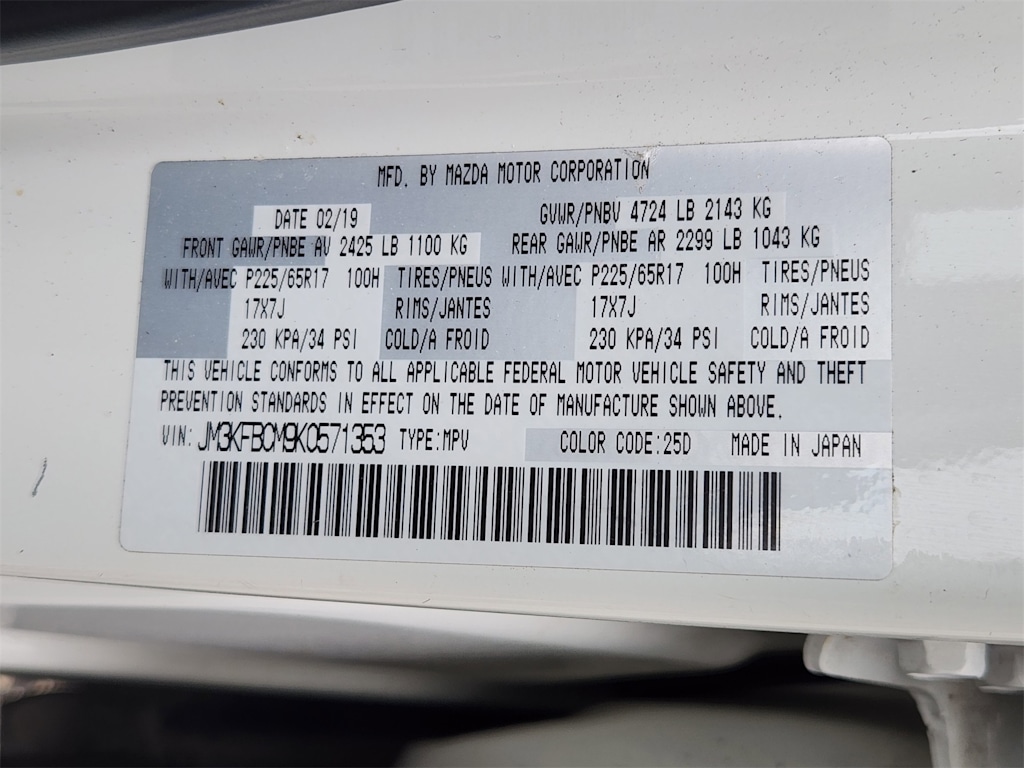 MFD. BY MAZDA MOTOR CORPORATION
DATE 02/19 GVWR/PNBV 4724 LB 2143 KG
FRONT GAWR/PNBE AV 2425 LB 1100 KG REAR GAWR/PNBE AR 2299 LB 1043 KG
WITH/AVEC P225/65R17 100H TIRES/PNEUS WITH/AVEC P225/65R17 100H TIRES/PNEUS
17X7J RIMS/JANTES 17X7J RIMS/JANTES
230 KPA/34 PSI COLD/A FROID 230 KPA/34 PSI COLD/A FROID
THIS VEHICLE CONFORMS TO ALL APPLICABLE FEDERAL MOTOR VEHICLE SAFETY AND THEFT
PREVENTION STANDARDS IN EFFECT ON THE DATE OF MANUFACTURE SHOWN ABOVE.
VIN: JM3KFBCM9K0571353 TYPE:MPV COLOR CODE:25D MADE IN JAPAN